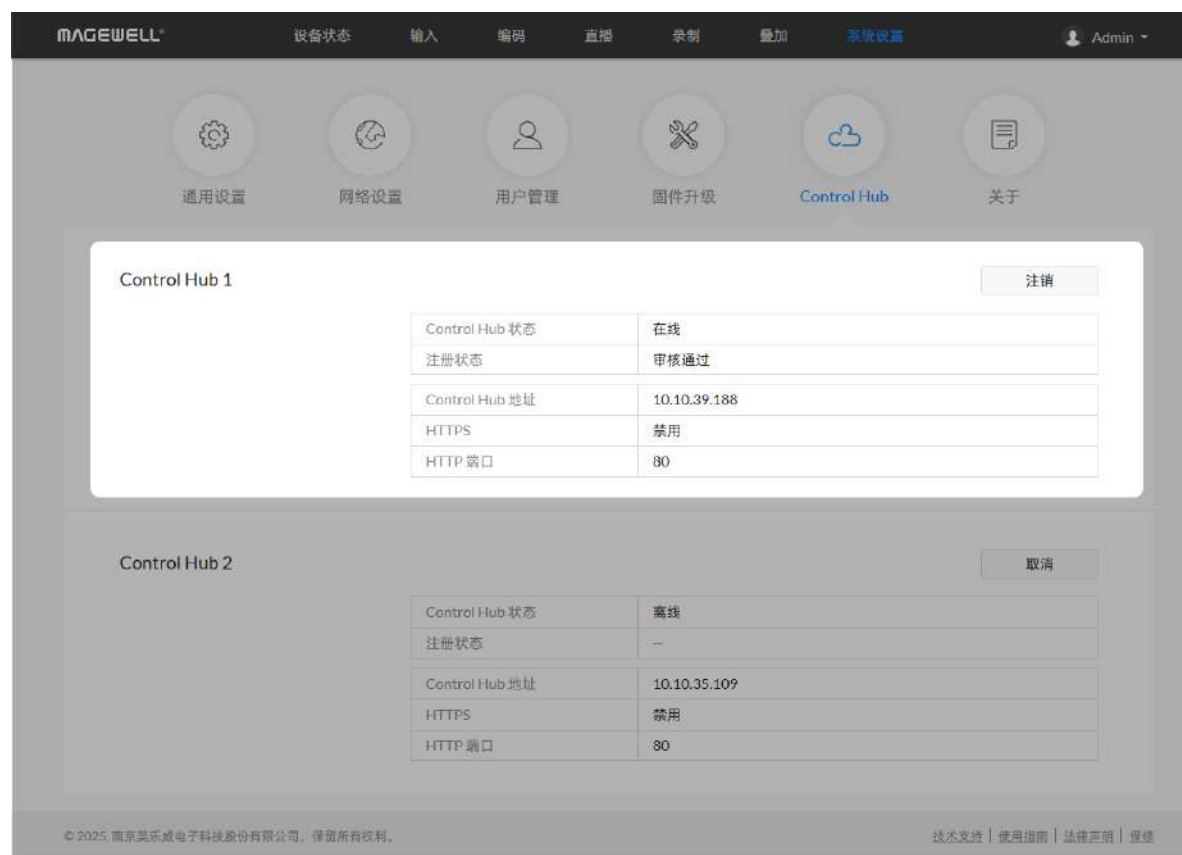 MAGEWELL®
设备状态 输入 编码 直播 录制 叠加 系统设置 Admin
通用设置 网络设置 用户管理 固件升级 Control Hub 关于
Control Hub 1 注销
Control Hub 状态 在线
注册状态 审核通过
Control Hub 地址 10.10.39.188
HTTPS 禁用
HTTP 端口 80
Control Hub 2 取消
Control Hub 状态 离线
注册状态 --
Control Hub 地址 10.10.35.109
HTTPS 禁用
HTTP 端口 80
© 2025, 南京美乐威电子科技股份有限公司, 保留所有权利。
技术支持 | 使用指南 | 法律声明 | 保修